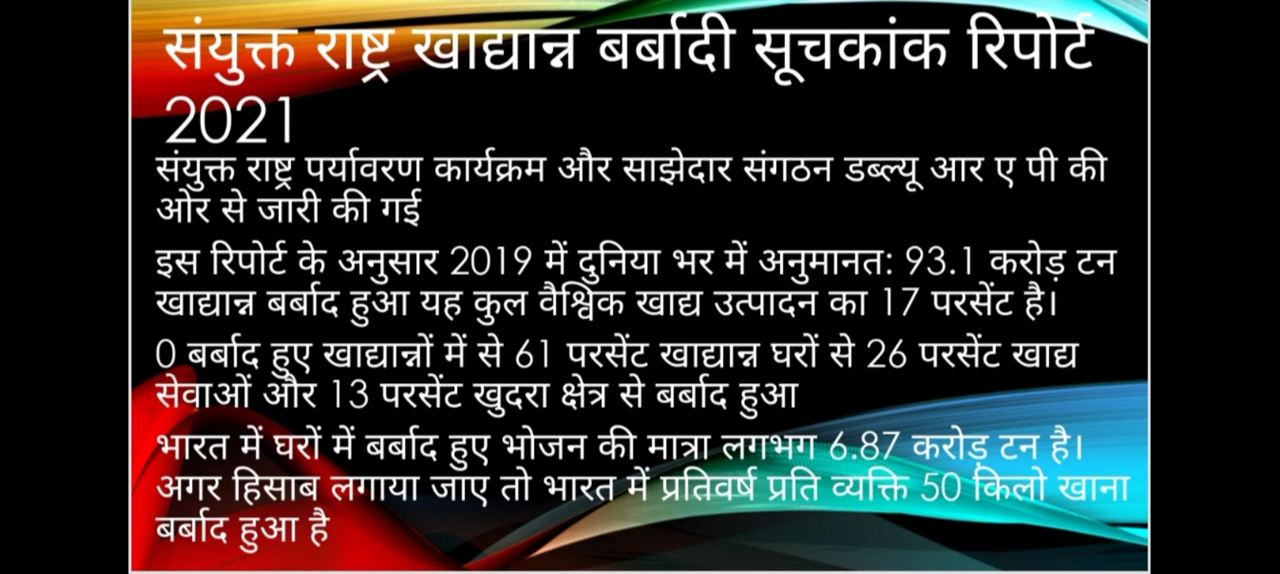 संयुक्त राष्ट्र खाद्यान्न बर्बादी सूचकांक रिपोर्ट
2021
संयुक्त राष्ट्र पर्यावरण कार्यक्रम और साझेदार संगठन डब्ल्यू आर ए पी की
ओर से जारी की गई
इस रिपोर्ट के अनुसार 2019 में दुनिया भर में अनुमानत: 93.1 करोड़ टन
खाद्यान्न बर्बाद हुआ यह कुल वैश्विक खाद्य उत्पादन का 17 परसेंट है।
0 बर्बाद हुए खाद्यान्नों में से 61 परसेंट खाद्यान्न घरों से 26 परसेंट खाद्य
सेवाओं और 13 परसेंट खुदरा क्षेत्र से बर्बाद हुआ
भारत में घरों में बर्बाद हुए भोजन की मात्रा लगभग 6.87 करोड़ टन है।
अगर हिसाब लगाया जाए तो भारत में प्रतिवर्ष प्रति व्यक्ति 50 किलो खाना
बर्बाद हुआ है